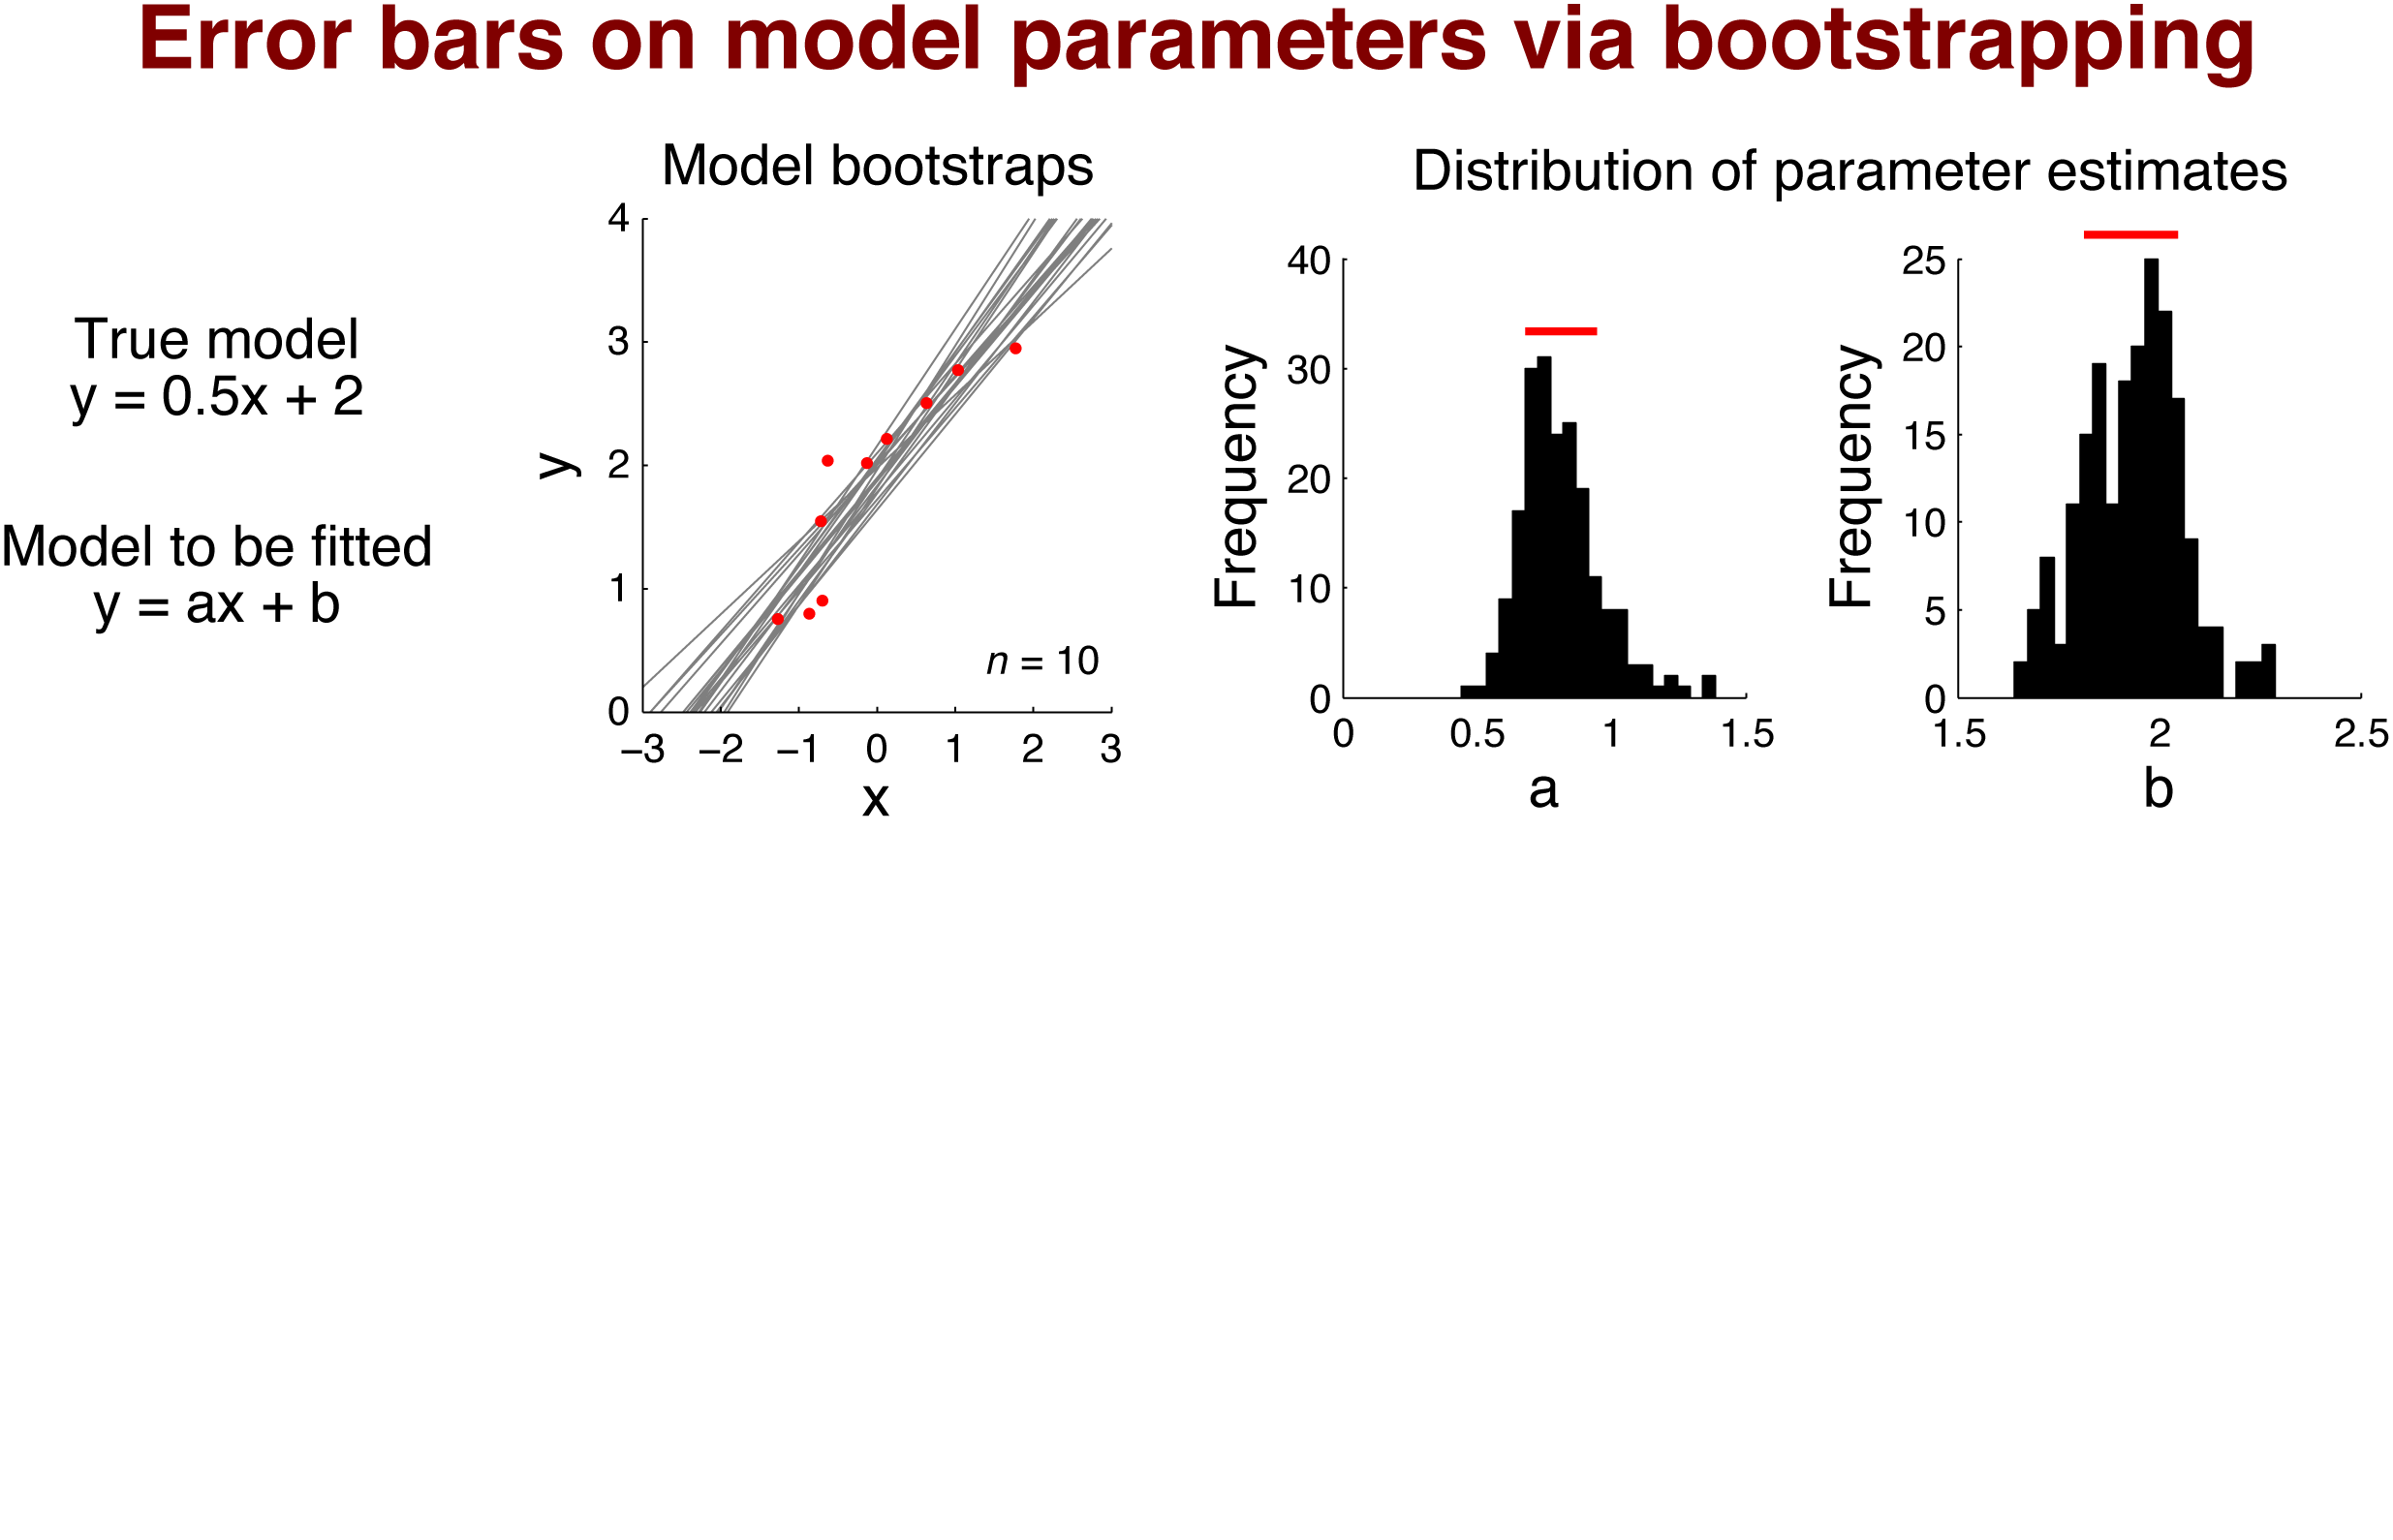 Error bars on model parameters via bootstrapping
True model
y = 0.5x + 2
Model to be fitted
y = ax + b
Model bootstraps
4
3
2
1
0
y
n = 10
−3 −2 −1 0 1 2 3
x
Distribution of parameter estimates
40
30
20
10
0
Frequency
0 0.5 1 1.5
a
25
20
15
10
5
0
Frequency
1.5 2 2.5
b